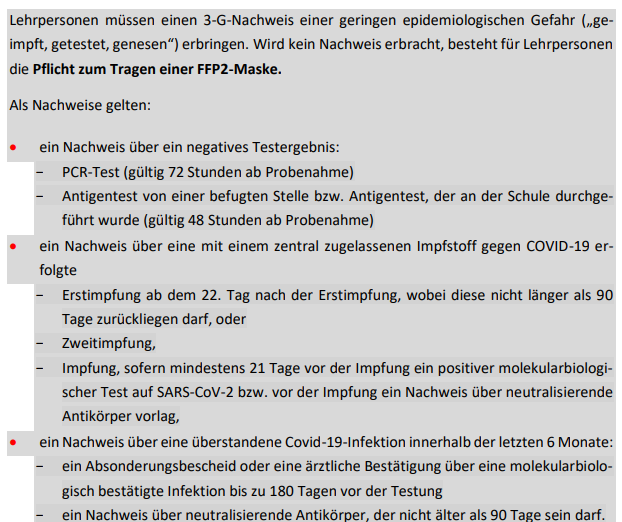 Lehrpersonen müssen einen 3-G-Nachweis einer geringen epidemiologischen Gefahr („ge-
impft, getestet, genesen“) erbringen. Wird kein Nachweis erbracht, besteht für Lehrpersonen
die Pflicht zum Tragen einer FFP2-Maske.
Als Nachweise gelten:
• ein Nachweis über ein negatives Testergebnis:
− PCR-Test (gültig 72 Stunden ab Probenahme)
− Antigentest von einer befugten Stelle bzw. Antigentest, der an der Schule durchge-
führt wurde (gültig 48 Stunden ab Probenahme)
• ein Nachweis über eine mit einem zentral zugelassenen Impfstoff gegen COVID-19 er-
folgte
− Erstimpfung ab dem 22. Tag nach der Erstimpfung, wobei diese nicht länger als 90
Tage zurückliegen darf, oder
− Zweitimpfung,
− Impfung, sofern mindestens 21 Tage vor der Impfung ein positiver molekularbiologi-
scher Test auf SARS-CoV-2 bzw. vor der Impfung ein Nachweis über neutralisierende
Antikörper vorlag,
• ein Nachweis über eine überstandene Covid-19-Infektion innerhalb der letzten 6 Monate:
− ein Absonderungsbescheid oder eine ärztliche Bestätigung über eine molekularbiolo-
gisch bestätigte Infektion bis zu 180 Tagen vor der Testung
− ein Nachweis über neutralisierende Antikörper, der nicht älter als 90 Tage sein darf.